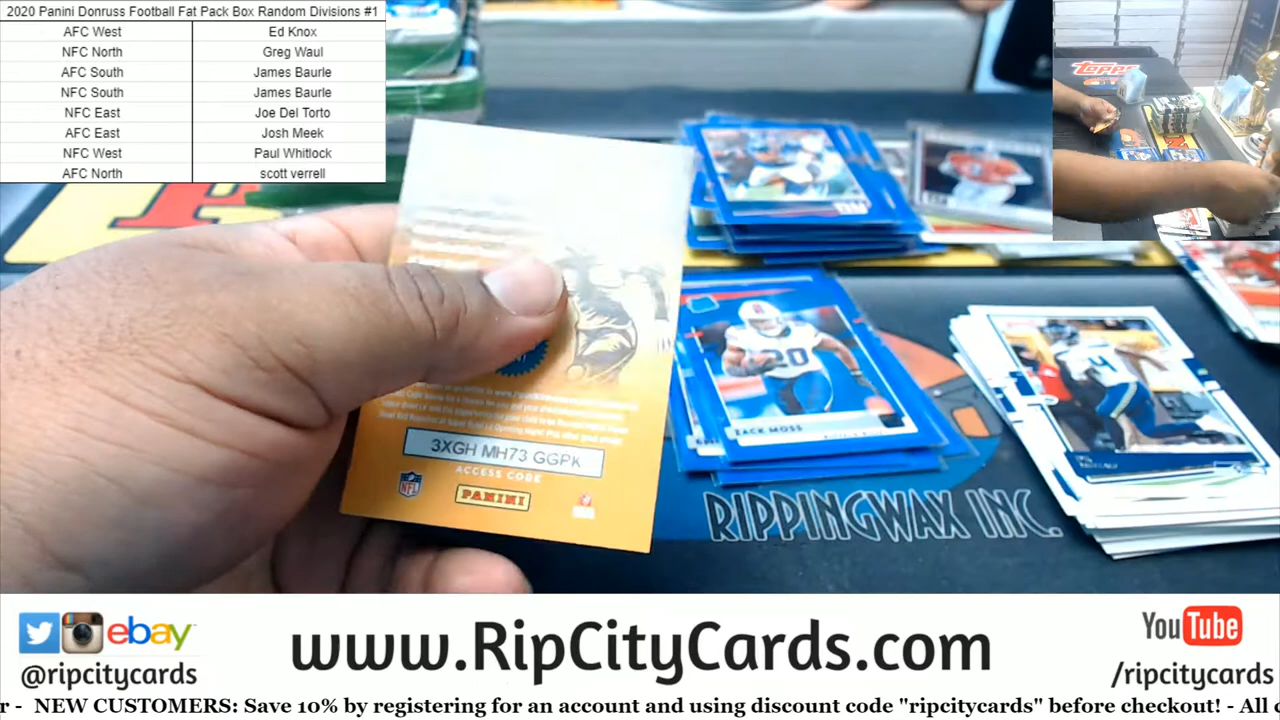 2020 Panini Donruss Football Fat Pack Box Random Divisions #1
AFC West Ed Knox
NFC North Greg Waul
AFC South James Baurle
NFC South James Baurle
NFC East Joe Del Torto
AFC East Josh Meek
NFC West Paul Whitlock
AFC North scott verrell
Topps
ZACK MOSS
3XGH MH73 GGPK
ACCESS CODE
NFL
PANINI
RIPPINGWAX INC.
ebay
@ripcitycards
www.RipCityCards.com
YouTube
/ripcitycards
r - NEW CUSTOMERS: Save 10% by registering for an account and using discount code "ripcitycards" before checkout! - All